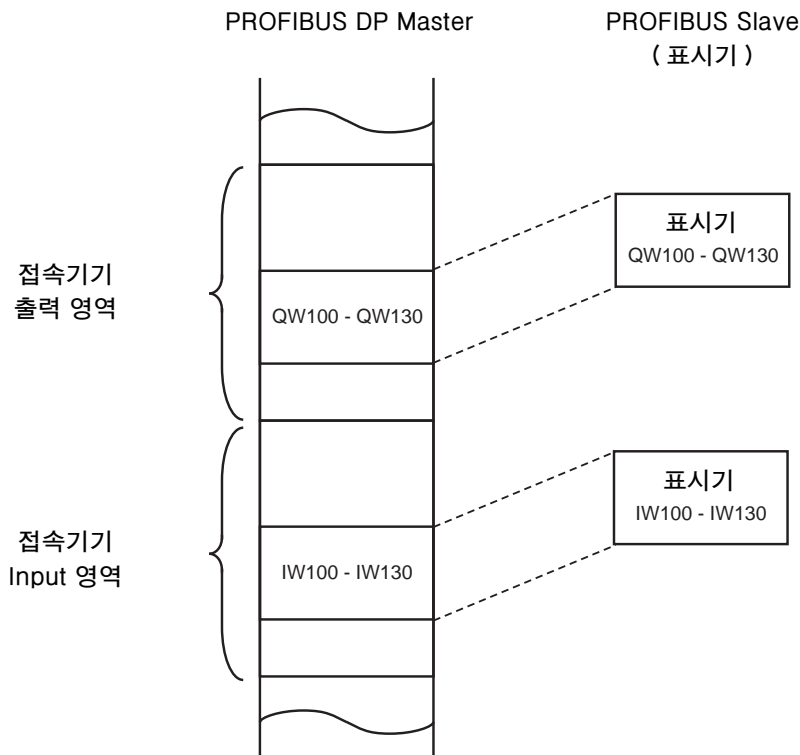 PROFIBUS DP Master
PROFIBUS Slave
( 표시기 )
접속기기
출력 영역
QW100 - QW130
표시기
QW100 - QW130
접속기기
Input 영역
IW100 - IW130
표시기
IW100 - IW130